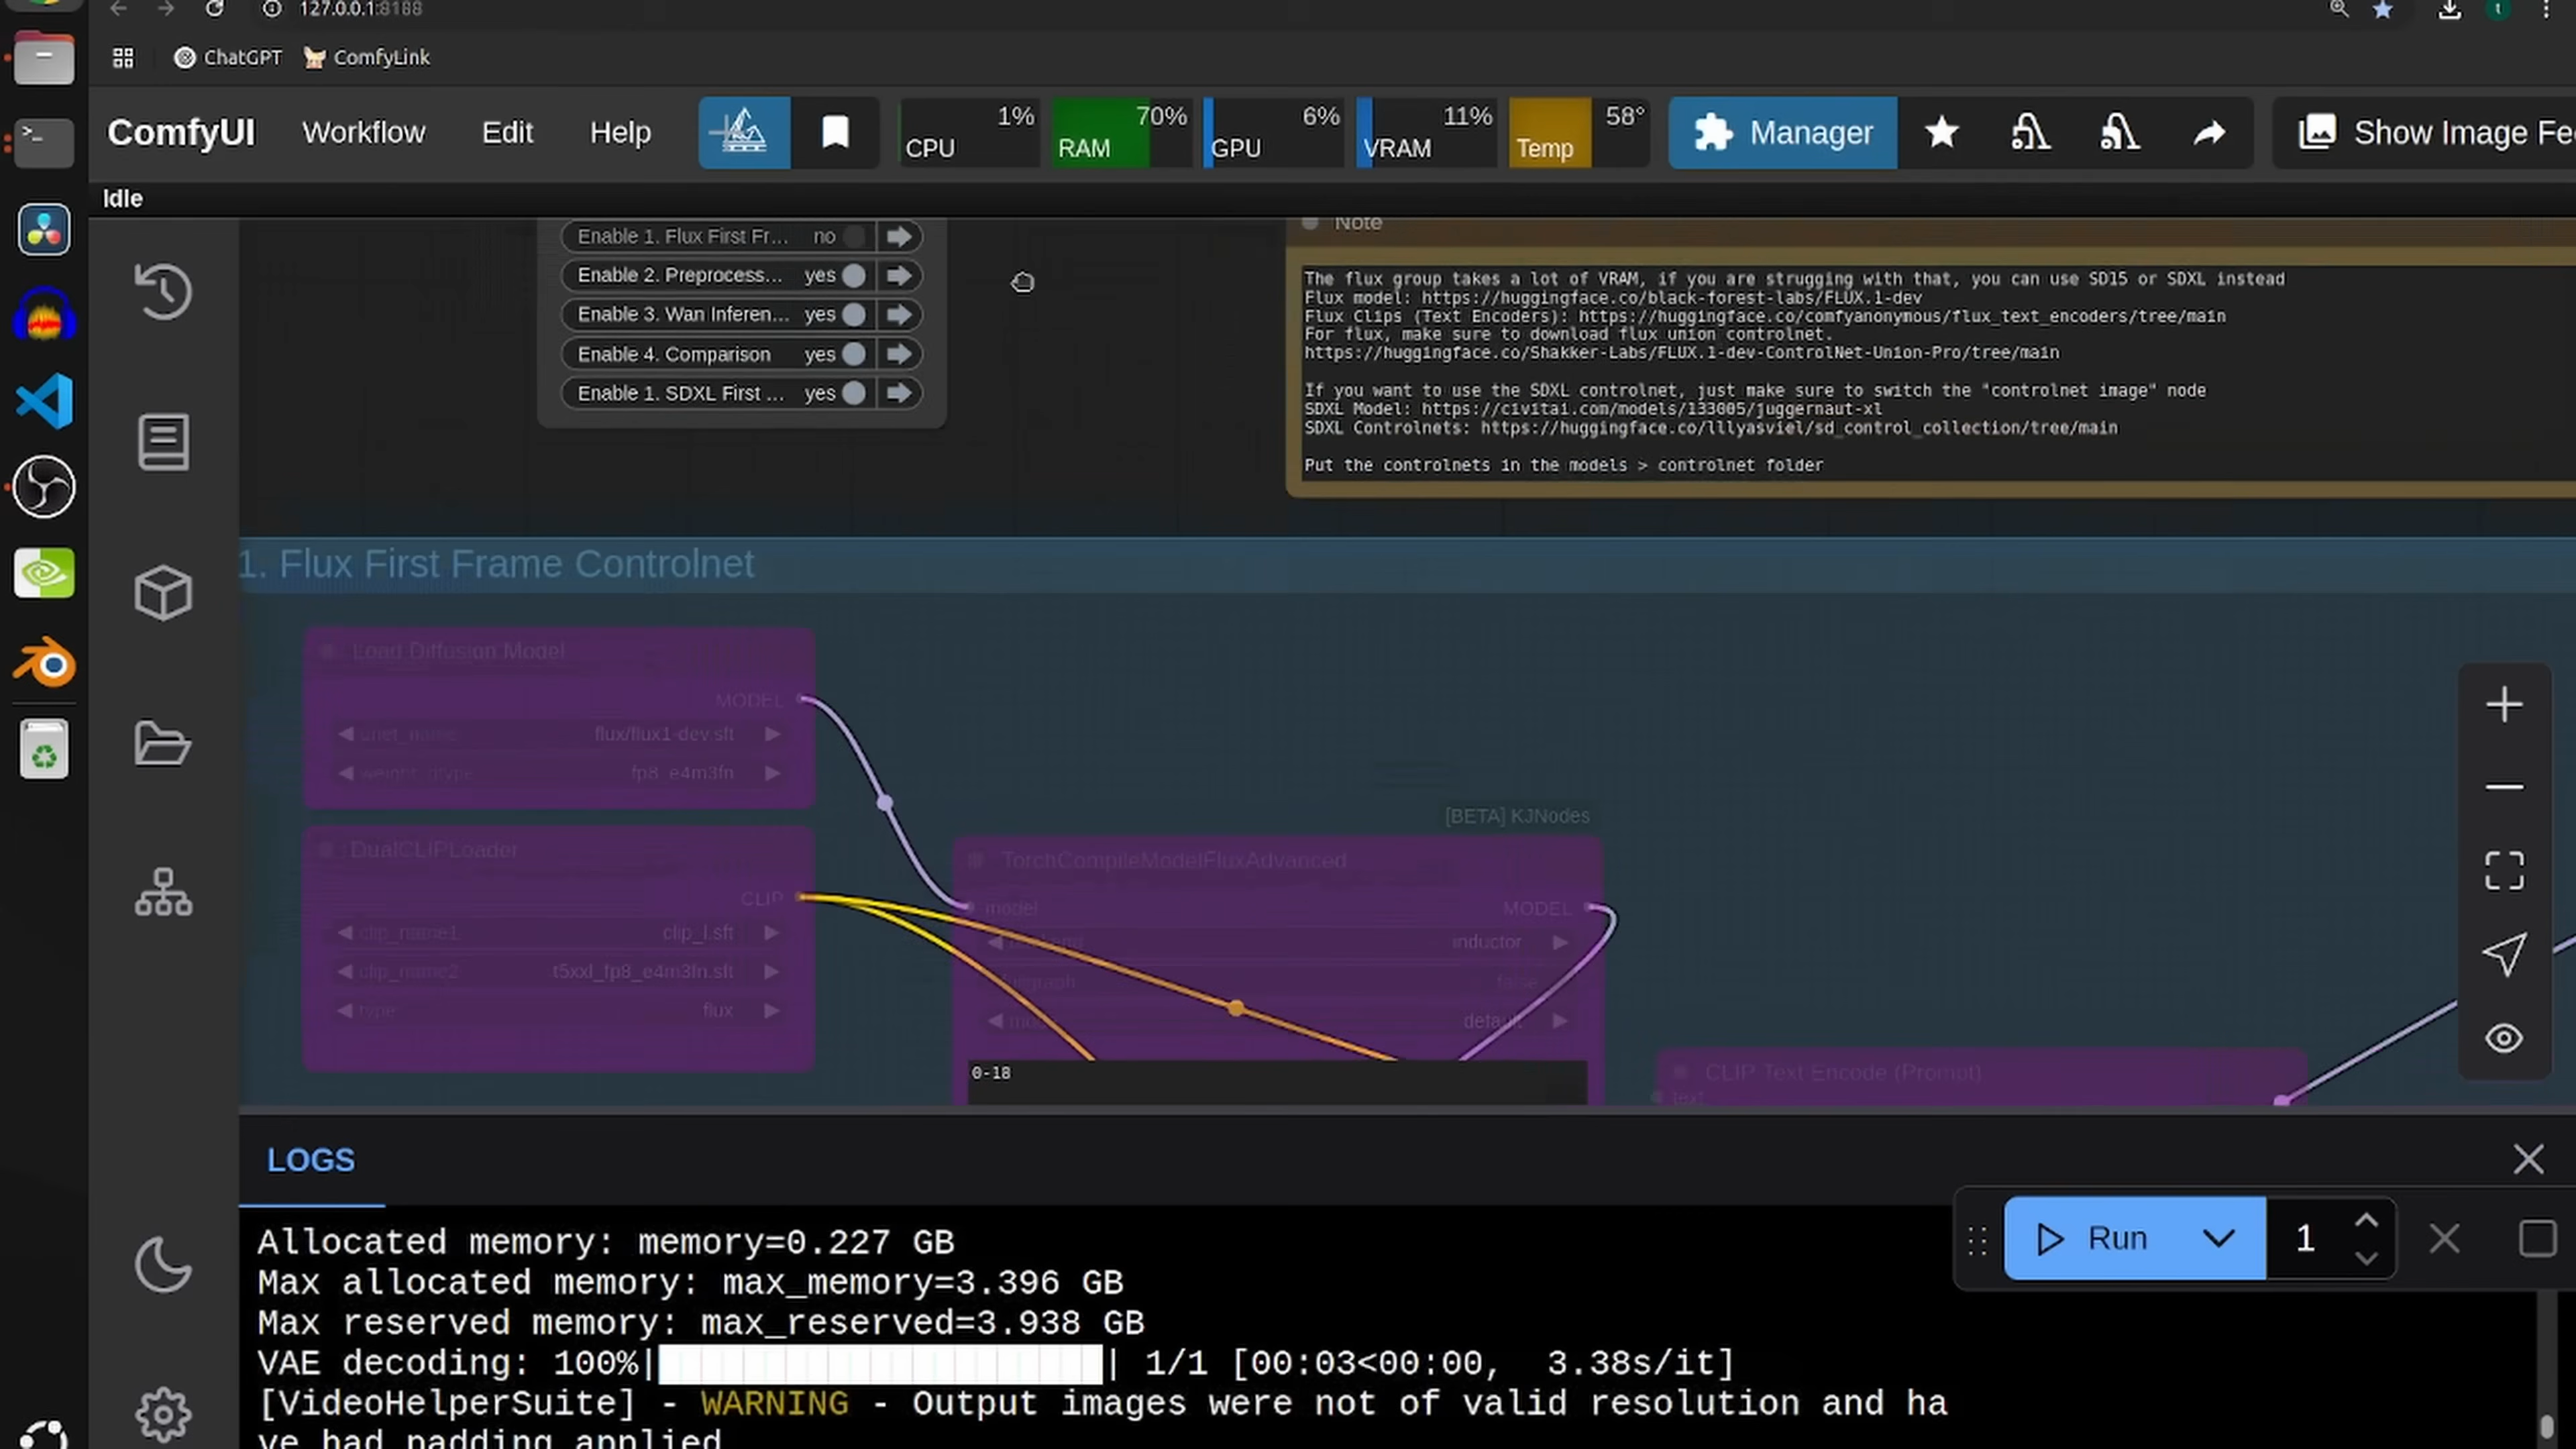 127.0.0.1:8188
ChatGPT ComfyLink
ComfyUI Workflow Edit Help
1% CPU
70% RAM
6% GPU
11% VRAM
58° Temp
Manager
Show Image Fe
Idle
Enable 1. Flux First Fr... no
Enable 2. Preprocess... yes
Enable 3. Wan Inferen... yes
Enable 4. Comparison yes
Enable 1. SDXL First ... yes
Note
The flux group takes a lot of VRAM, if you are strugging with that, you can use SD15 or SDXL instead
Flux model: https://huggingface.co/black-forest-labs/FLUX.1-dev
Flux Clips (Text Encoders): https://huggingface.co/comfyanonymous/flux_text_encoders/tree/main
For flux, make sure to download flux union controlnet.
https://huggingface.co/Shakker-Labs/FLUX.1-dev-ControlNet-Union-Pro/tree/main
If you want to use the SDXL controlnet, just make sure to switch the "controlnet image" node
SDXL Model: https://civitai.com/models/133005/juggernaut-xl
SDXL Controlnets: https://huggingface.co/lllyasviel/sd_control_collection/tree/main
Put the controlnets in the models > controlnet folder
1. Flux First Frame Controlnet
Load Diffusion Model
MODEL
unet_name flux/flux1-dev.sft
weight_dtype fp8_e4m3fn
DualCLIPLoader
CLIP
clip_name1 clip_l.sft
clip_name2 t5xxl_fp8_e4m3fn.sft
type flux
[BETA] KJNodes
TorchCompileModelFluxAdvanced
model MODEL
inductor
false
default
0-18
CLIP Text Encode (Prompt)
text
LOGS
Run 1
Allocated memory: memory=0.227 GB
Max allocated memory: max_memory=3.396 GB
Max reserved memory: max_reserved=3.938 GB
VAE decoding: 100%| | 1/1 [00:03<00:00, 3.38s/it]
[VideoHelperSuite] - WARNING - Output images were not of valid resolution and ha
ve had padding applied